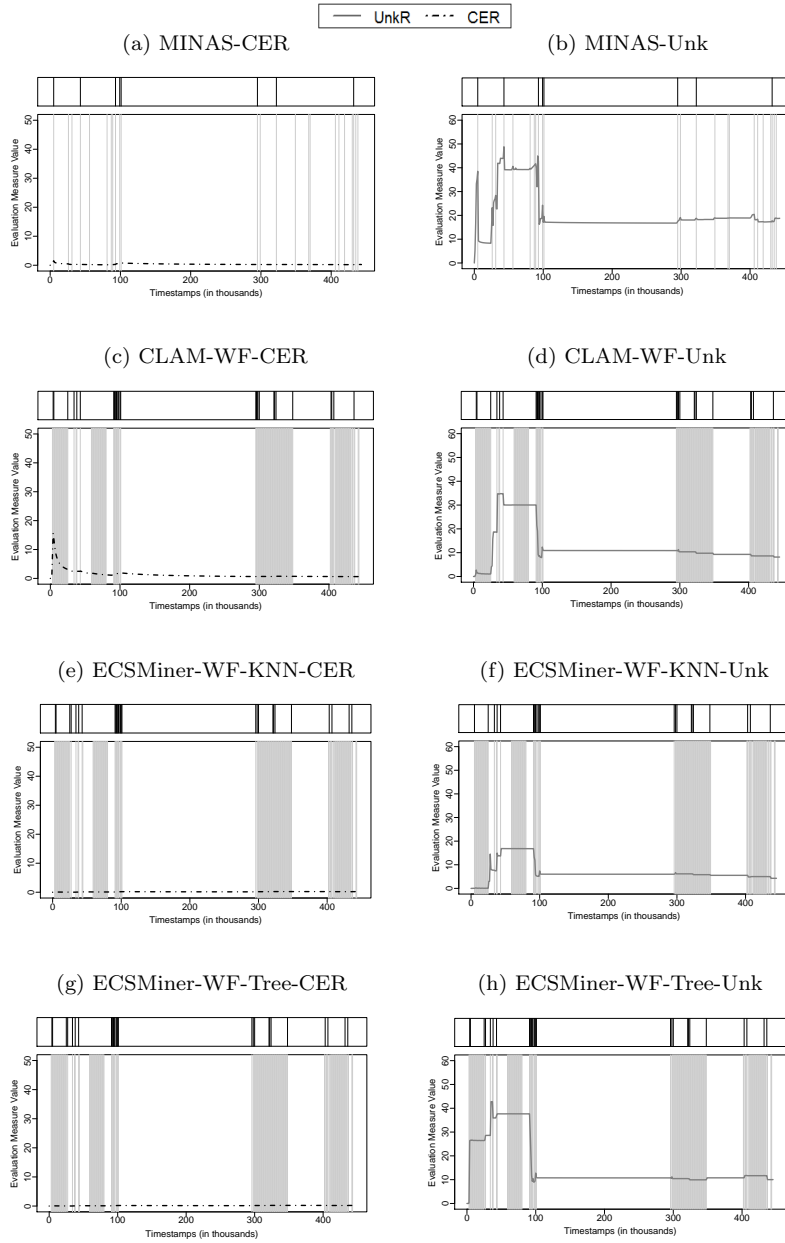 UnkR CER
(a) MINAS-CER
(b) MINAS-Unk
Evaluation Measure Value
0 10 20 30 40 50
0 100 200 300 400
Timestamps (in thousands)
Evaluation Measure Value
0 10 20 30 40 50 60
0 100 200 300 400
Timestamps (in thousands)
(c) CLAM-WF-CER
(d) CLAM-WF-Unk
Evaluation Measure Value
0 10 20 30 40 50
0 100 200 300 400
Timestamps (in thousands)
Evaluation Measure Value
0 10 20 30 40 50 60
0 100 200 300 400
Timestamps (in thousands)
(e) ECSMiner-WF-KNN-CER
(f) ECSMiner-WF-KNN-Unk
Evaluation Measure Value
0 10 20 30 40 50
0 100 200 300 400
Timestamps (in thousands)
Evaluation Measure Value
0 10 20 30 40 50 60
0 100 200 300 400
Timestamps (in thousands)
(g) ECSMiner-WF-Tree-CER
(h) ECSMiner-WF-Tree-Unk
Evaluation Measure Value
0 10 20 30 40 50
0 100 200 300 400
Timestamps (in thousands)
Evaluation Measure Value
0 10 20 30 40 50 60
0 100 200 300 400
Timestamps (in thousands)